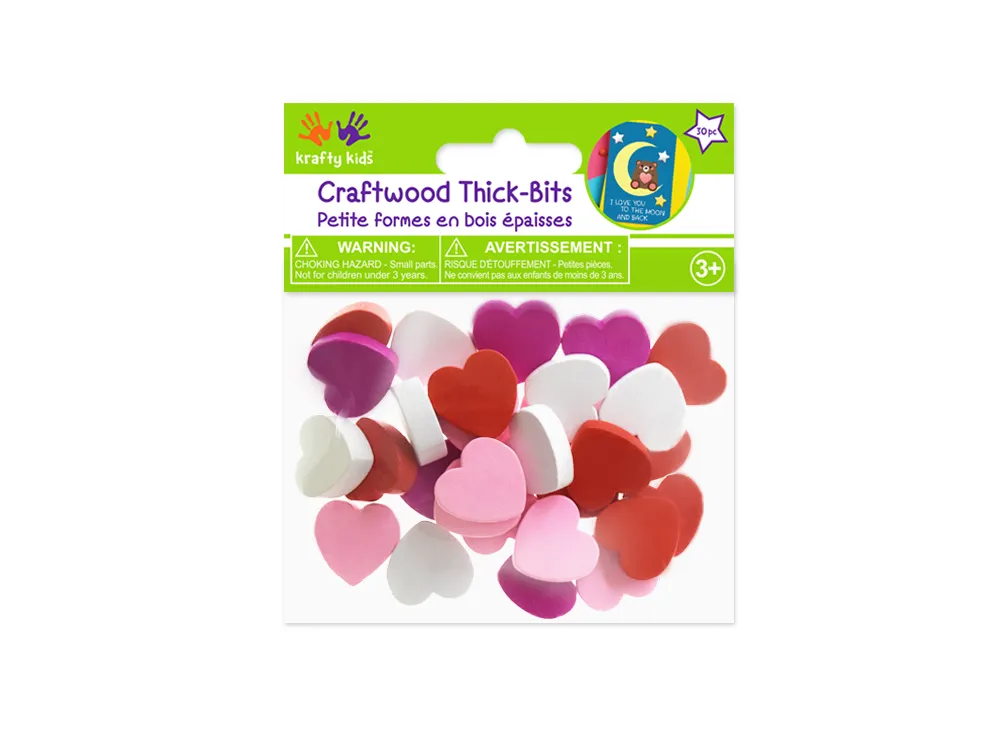 krafty kids
30 pc
I LOVE YOU
TO THE MOON
AND BACK
Craftwood Thick-Bits
Petite formes en bois épaisses
WARNING:
CHOKING HAZARD - Small parts.
Not for children under 3 years.
AVERTISSEMENT :
RISQUE D'ÉTOUFFEMENT - Petites pièces.
Ne convient pas aux enfants de moins de 3 ans.
3+